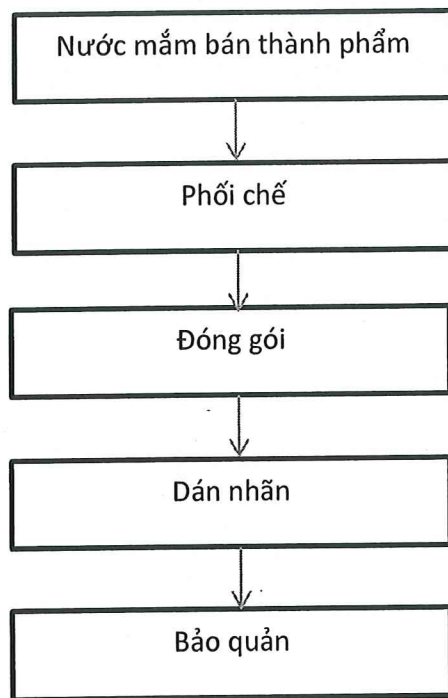 Nước mắm bán thành phẩm
Phối chế
Đóng gói
Dán nhãn
Bảo quản